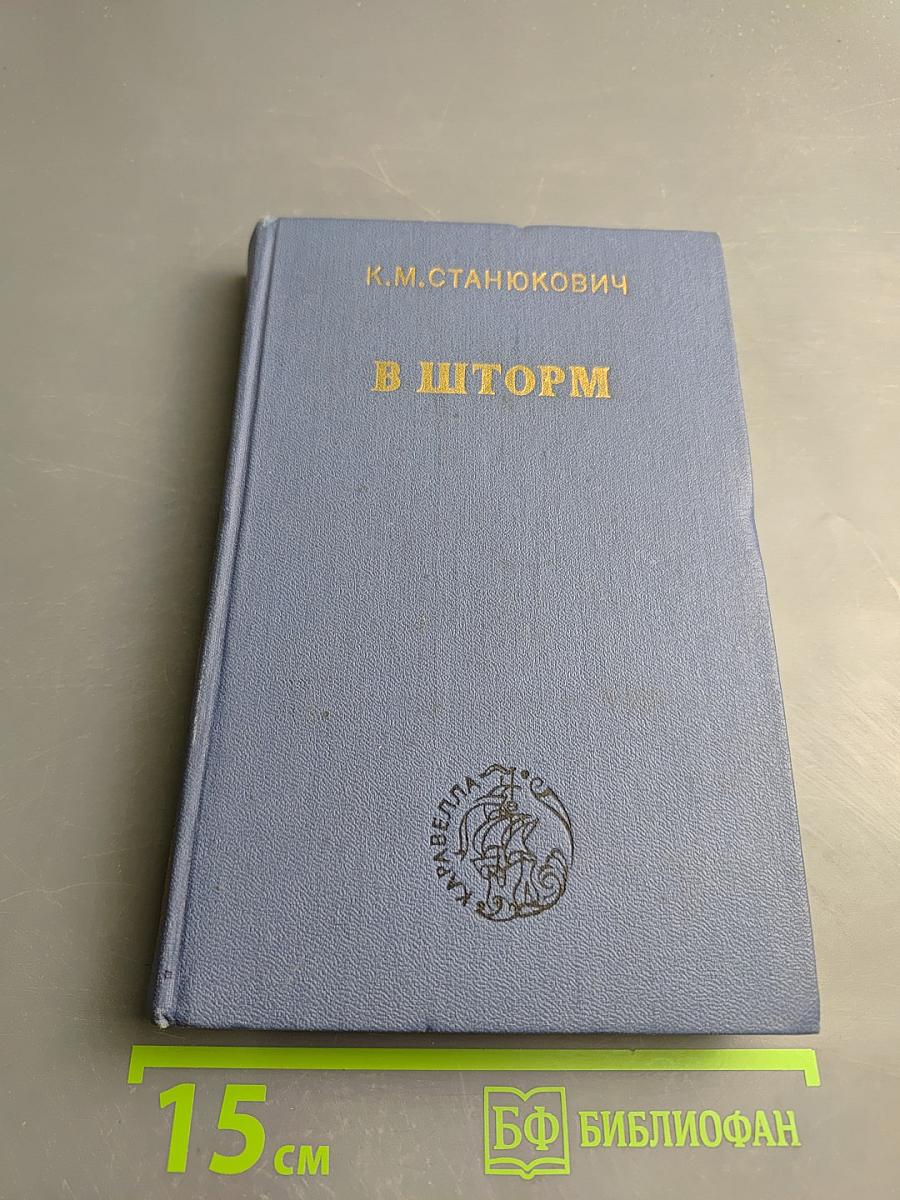 К.М.СТАНЮКОВИЧ
В ШТОРМ
КАРАВЕЛЛА
15 см
БФ БИБЛИОФАН